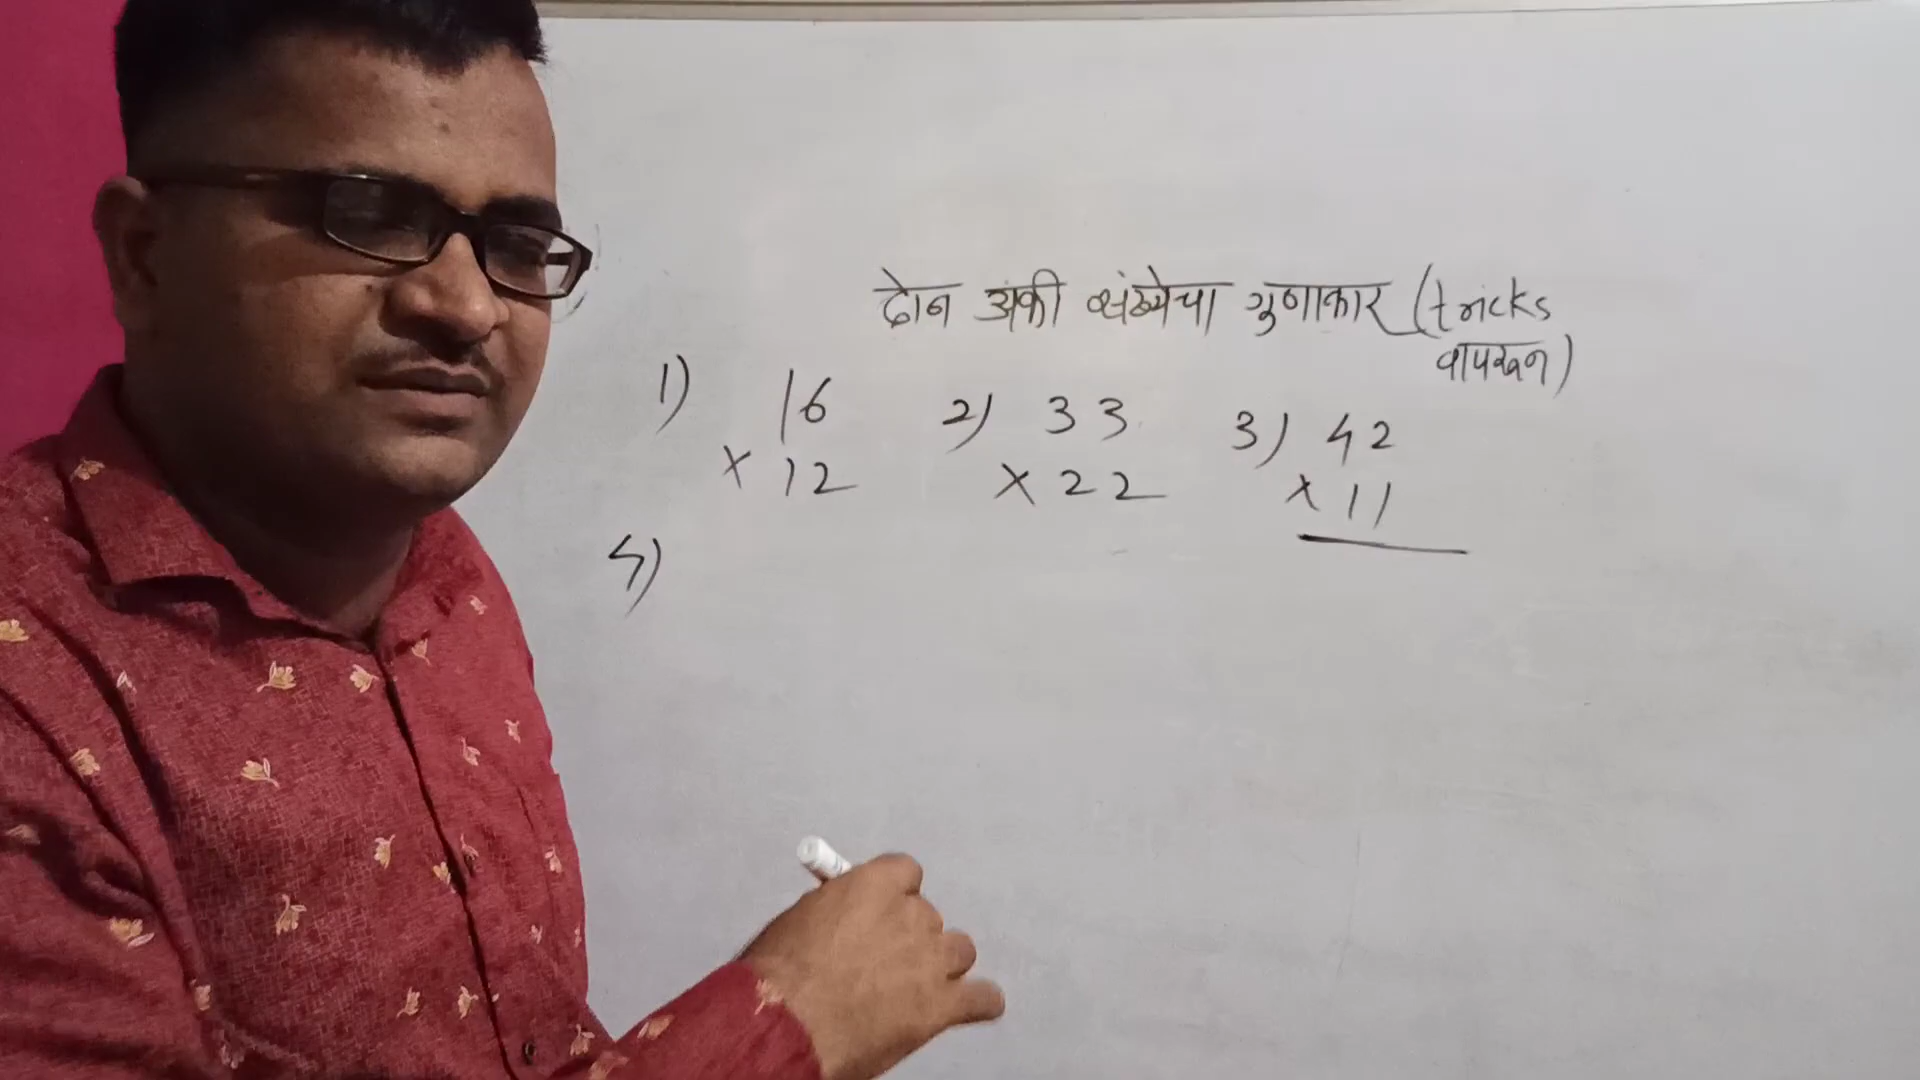 दोन अंकी संख्येचा गुणाकार (tricks
वापरून)
1) 16 2) 33 3) 42
× 12 × 22 × 11
4)